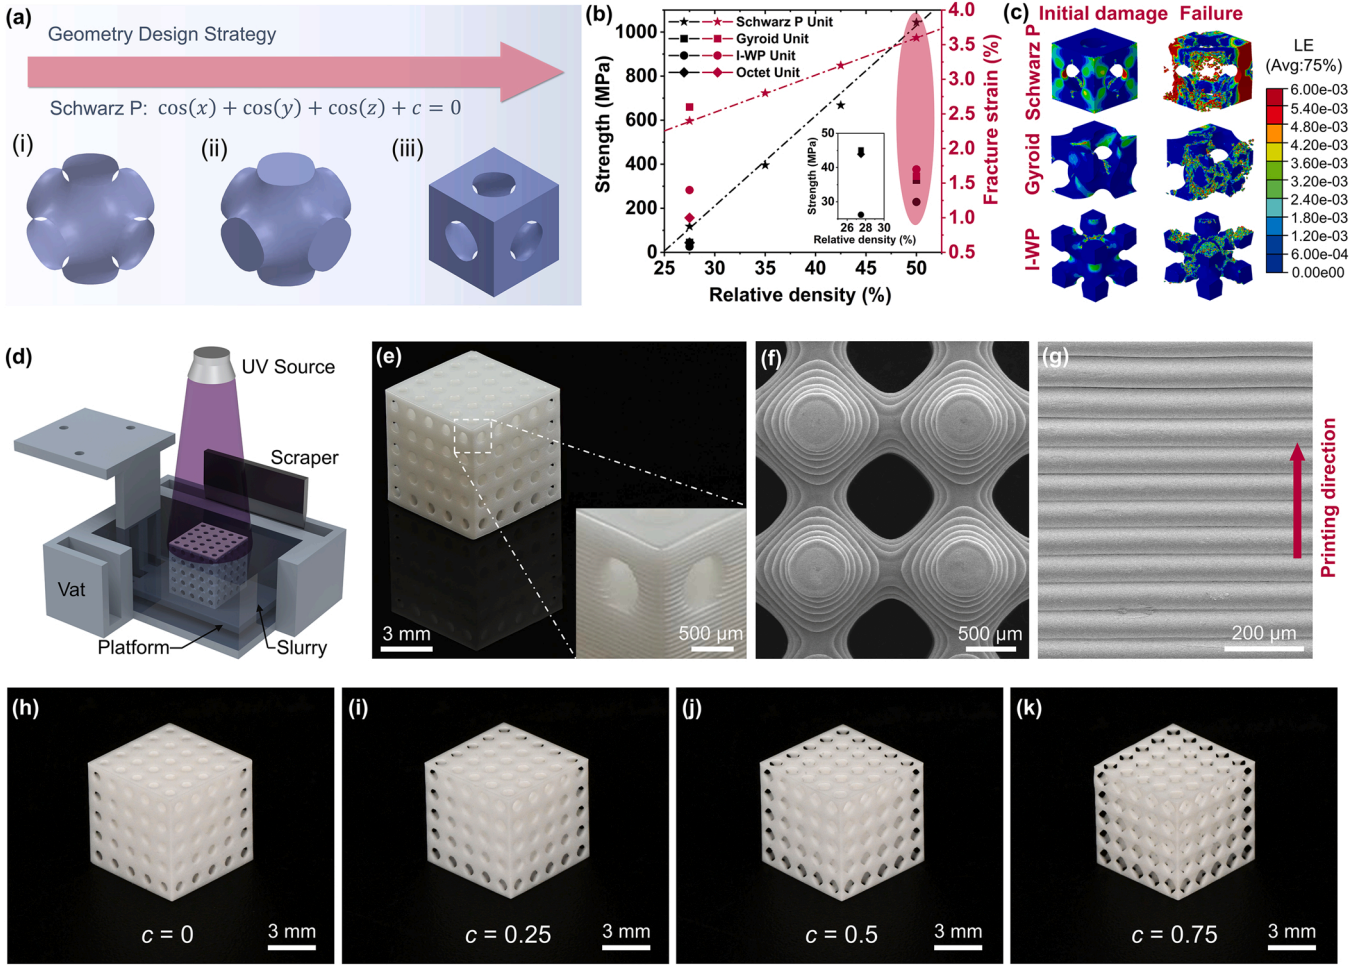 (a)
Geometry Design Strategy
Schwarz P: cos(x) + cos(y) + cos(z) + c = 0
(i)
(ii)
(iii)
(b)
Strength (MPa)
1000
800
600
400
200
0
25
30
35
40
45
50
Relative density (%)
4.0
3.5
3.0
2.5
2.0
1.5
1.0
0.5
Fracture strain (%)
Schwarz P Unit
Gyroid Unit
I-WP Unit
Octet Unit
Strength (MPa)
50
40
30
26 28 30
Relative density (%)
(c)
Initial damage
Failure
Schwarz P
Gyroid
I-WP
LE
(Avg:75%)
6.00e-03
5.40e-03
4.80e-03
4.20e-03
3.60e-03
3.00e-03
2.40e-03
1.80e-03
1.20e-03
6.00e-04
0.00e00
(d)
UV Source
Scraper
Vat
Platform
Slurry
(e)
3 mm
500 µm
(f)
500 µm
(g)
200 µm
Printing direction
(h)
c = 0
3 mm
(i)
c = 0.25
3 mm
(j)
c = 0.5
3 mm
(k)
c = 0.75
3 mm